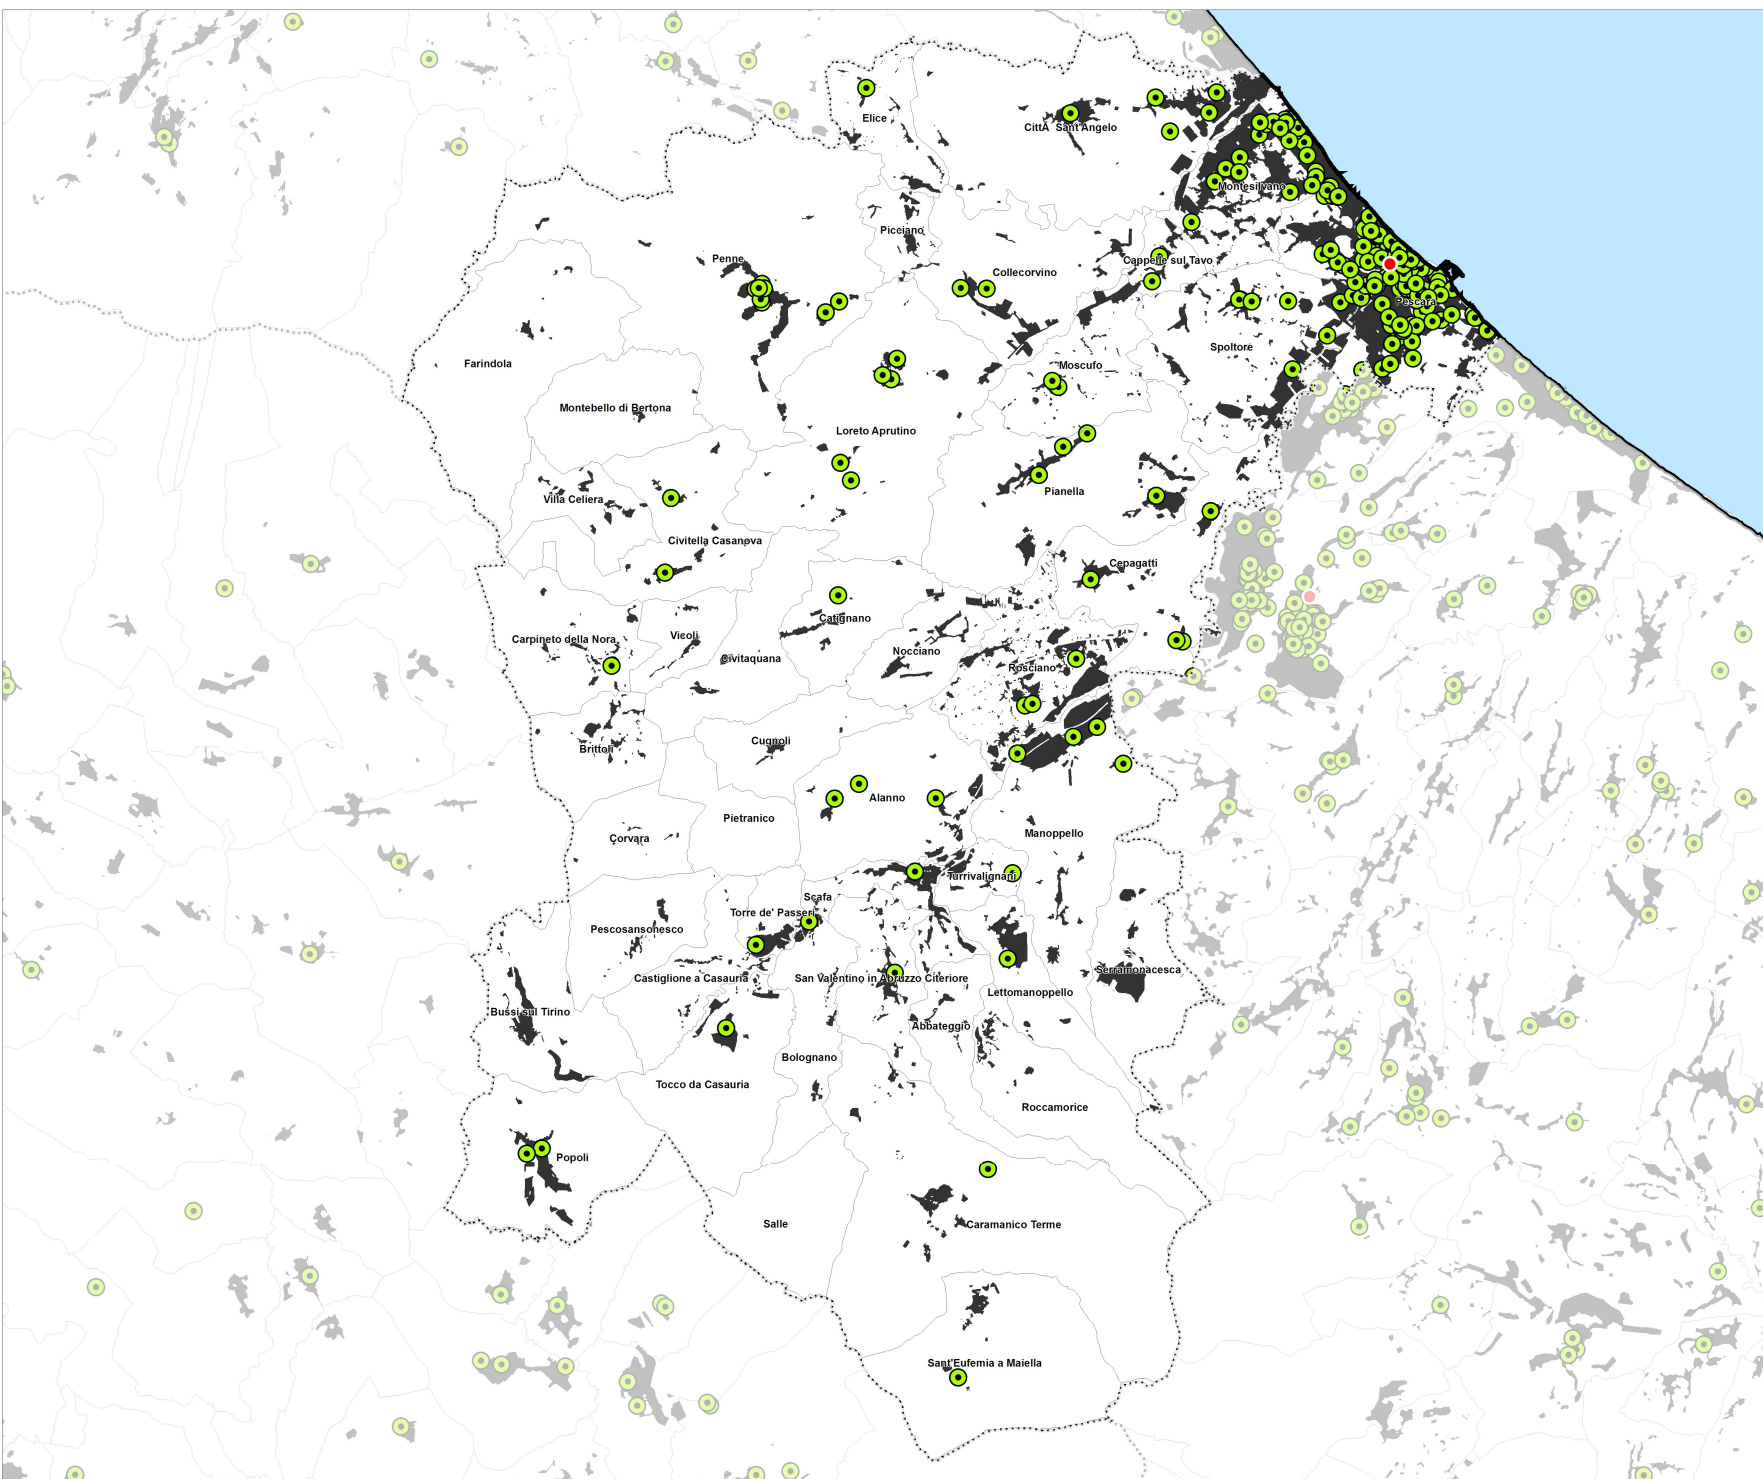 Elice
CittÀ Sant'Angelo
Montesilvano
Picciano
Penne
Cappelle sul Tavo
Collecorvino
Pescara
Spoltore
Farindola
Moscufo
Montebello di Bertona
Loreto Aprutino
Pianella
Villa Celiera
Civitella Casanova
Cepagatti
Catignano
Carpineto della Nora
Vicoli
Nocciano
Civitaquana
Rosciano
Cugnoli
Brittoli
Alanno
Pietranico
Manoppello
Corvara
Turrivalignani
Scafa
Torre de' Passeri
Pescosansonesco
Serramonacesca
Castiglione a Casauria
San Valentino in Abruzzo Citeriore
Lettomanoppello
Bussi sul Tirino
Abbateggio
Bolognano
Tocco da Casauria
Roccamorice
Popoli
Salle
Caramanico Terme
Sant'Eufemia a Maiella